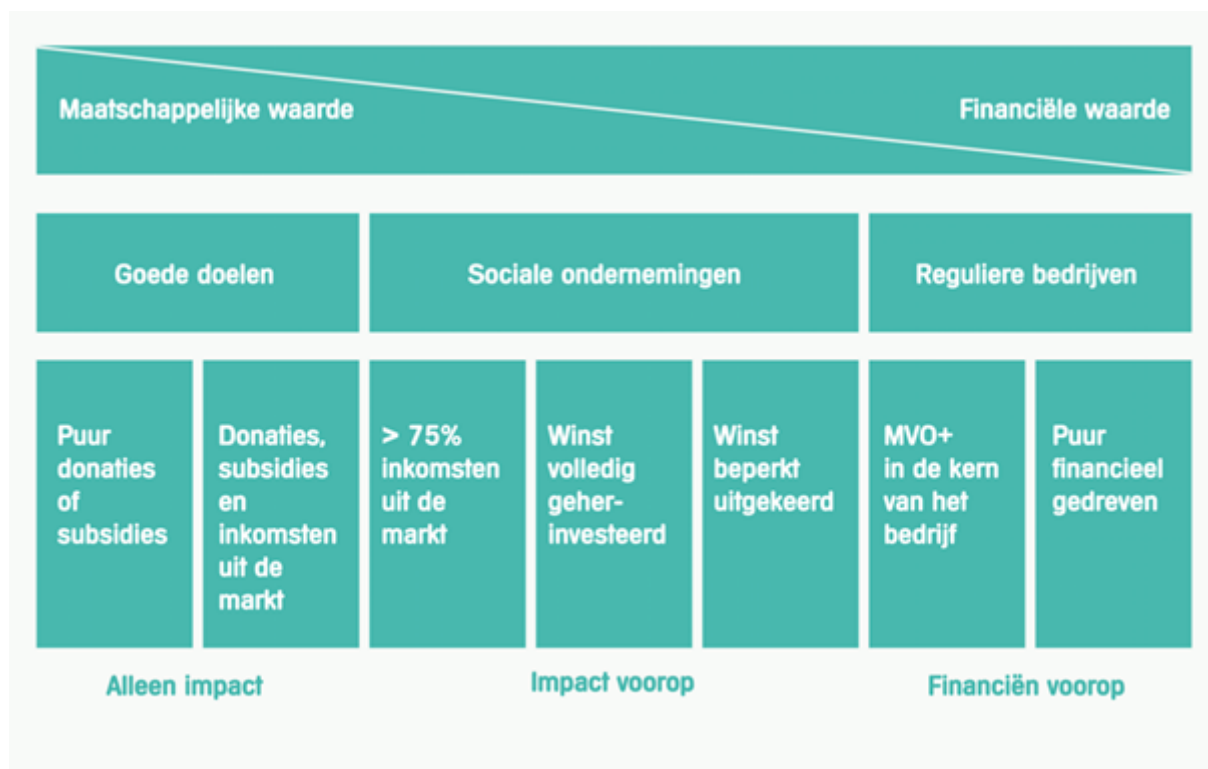 Maatschappelijke waarde
Financiële waarde
Goede doelen
Sociale ondernemingen
Reguliere bedrijven
Puur
donaties
of
subsidies
Donaties,
subsidies
en
inkomsten
uit de
markt
> 75%
inkomsten
uit de
markt
Winst
volledig
geher-
investeerd
Winst
beperkt
uitgekeerd
MVO+
in de kern
van het
bedrijf
Puur
financieel
gedreven
Alleen impact
Impact voorop
Financiën voorop